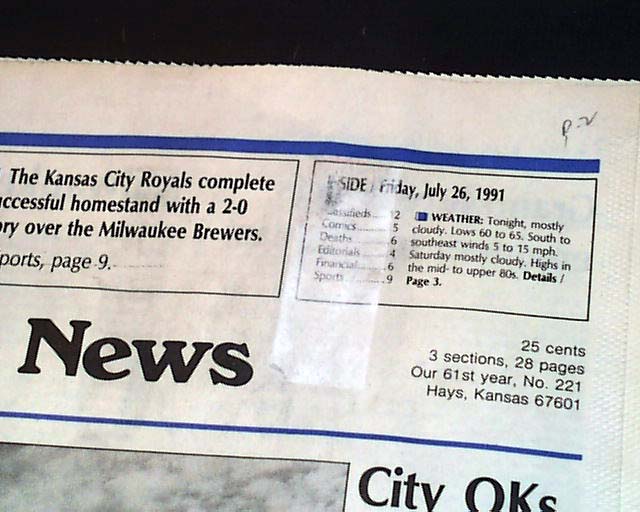 The Kansas City Royals complete
uccessful homestand with a 2-0
ory over the Milwaukee Brewers.
ports, page 9.
SIDE / Friday, July 26, 1991
assifieds 2
Comics 5
Deaths 6
Editorials 4
Financial 6
Sports 9
WEATHER: Tonight, mostly
cloudy. Lows 60 to 65. South to
southeast winds 5 to 15 mph.
Saturday mostly cloudy. Highs in
the mid- to upper 80s. Details /
Page 3.
News
25 cents
3 sections, 28 pages
Our 61st year, No. 221
Hays, Kansas 67601
City OKs